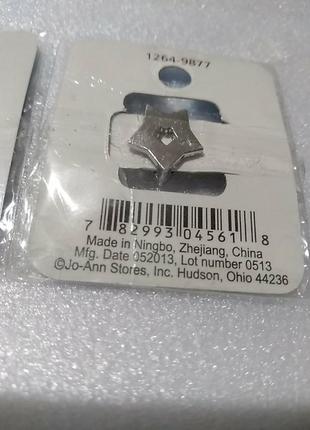 1264-9877
7 82993 04561 8
Made in Ningbo, Zhejiang, China
Mfg. Date 052013, Lot number 0513
©Jo-Ann Stores, Inc. Hudson, Ohio 44236